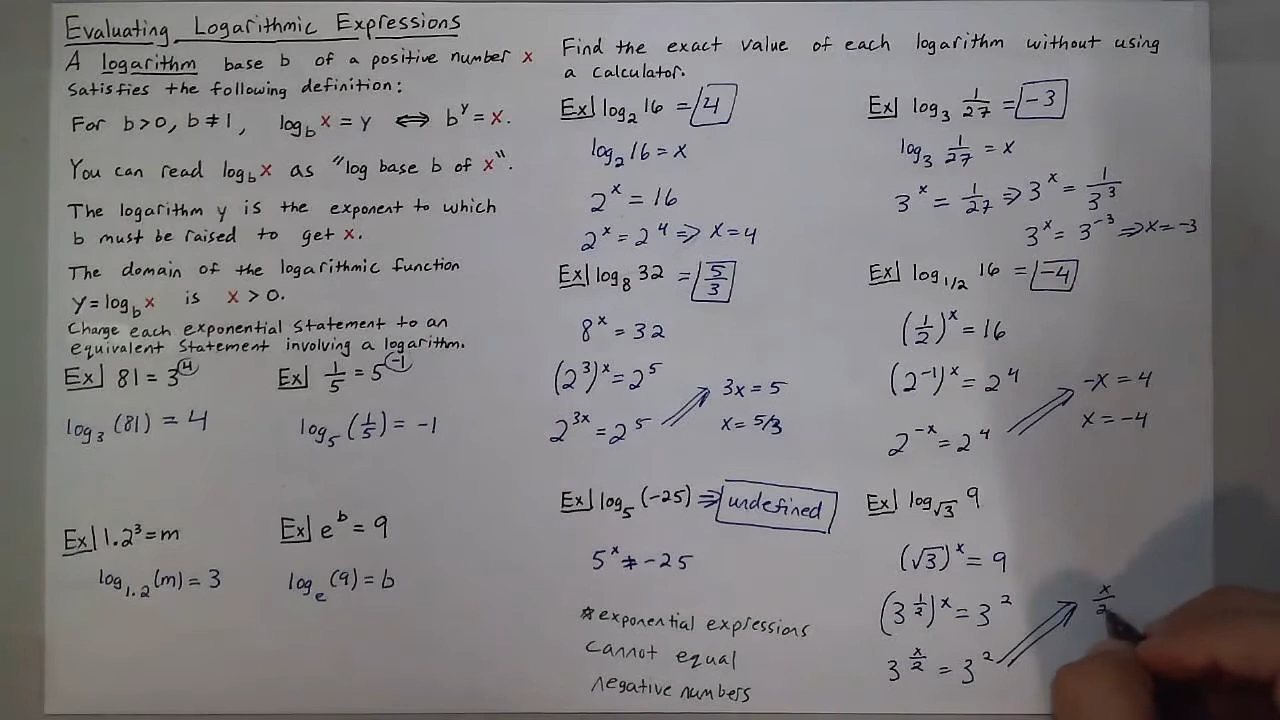 Evaluating Logarithmic Expressions
A logarithm base b of a positive number x
satisfies the following definition:
For b>0, b≠1, log_b x = y ⟺ b^y = x.
You can read log_b x as "log base b of x".
The logarithm y is the exponent to which
b must be raised to get x.
The domain of the logarithmic function
y = log_b x is x > 0.
Change each exponential statement to an
equivalent statement involving a logarithm.
Ex| 81 = 3^4
log_3 (81) = 4
Ex| 1/5 = 5^-1
log_5 (1/5) = -1
Ex| 1.2^3 = m
log_1.2 (m) = 3
Ex| e^b = 9
log_e (9) = b
Find the exact value of each logarithm without using
a calculator.
Ex| log_2 16 = 4
log_2 16 = x
2^x = 16
2^x = 2^4 ⇒ x = 4
Ex| log_8 32 = 5/3
8^x = 32
(2^3)^x = 2^5
2^3x = 2^5
3x = 5
x = 5/3
Ex| log_5 (-25) ⇒ undefined
5^x ≠ -25
*exponential expressions
cannot equal
negative numbers
Ex| log_3 1/27 = -3
log_3 1/27 = x
3^x = 1/27 ⇒ 3^x = 1/3^3
3^x = 3^-3 ⇒ x = -3
Ex| log_1/2 16 = -4
(1/2)^x = 16
(2^-1)^x = 2^4
2^-x = 2^4
-x = 4
x = -4
Ex| log_√3 9
(√3)^x = 9
(3^1/2)^x = 3^2
3^x/2 = 3^2
x/2